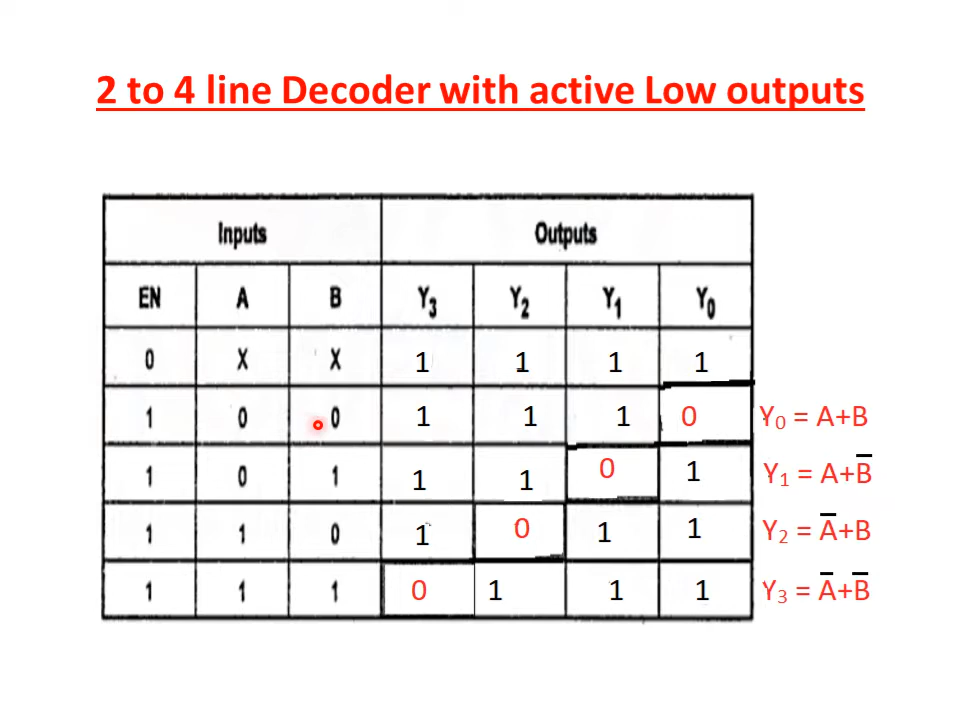 2 to 4 line Decoder with active Low outputs
Inputs Outputs
EN A B Y₃ Y₂ Y₁ Y₀
0 X X 1 1 1 1
1 0 0 1 1 1 0 Y₀ = A+B
1 0 1 1 1 0 1 Y₁ = A+B̅
1 1 0 1 0 1 1 Y₂ = A̅+B
1 1 1 0 1 1 1 Y₃ = A̅+B̅